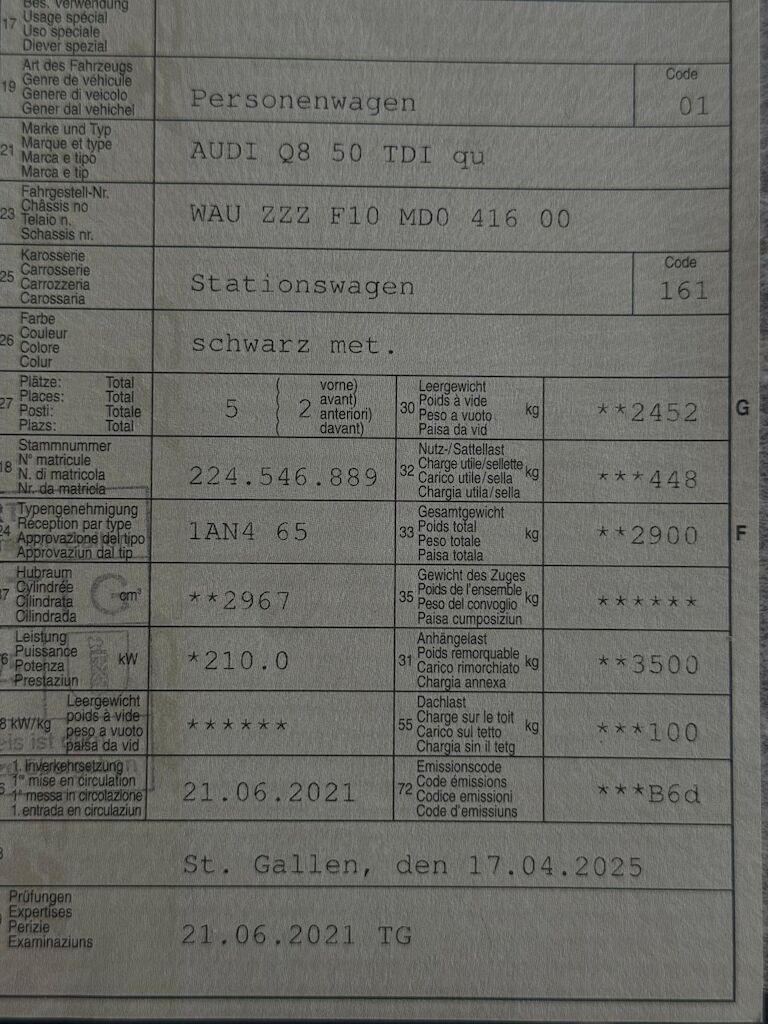 Bes. Verwendung
17 Usage spécial
Uso speciale
Diever spezial
Art des Fahrzeugs
19 Genre de véhicule
Genere di veicolo
Gener dal vehichel
Personenwagen
Code
01
Marke und Typ
21 Marque et type
Marca e tipo
Marca e tip
AUDI Q8 50 TDI qu
Fahrgestell-Nr.
23 Châssis no
Telaio n.
Schassis nr.
WAU ZZZ F10 MD0 416 00
Karosserie
25 Carrosserie
Carrozzeria
Carossaria
Stationswagen
Code
161
Farbe
26 Couleur
Colore
Colur
schwarz met.
Plätze: Total
27 Places: Total
Posti: Totale
Plazs: Total
5 ( 2 vorne)
avant)
anteriori)
davant)
Leergewicht
30 Poids à vide kg
Peso a vuoto
Paisa da vid
**2452
G
Stammnummer
18 N° matricule
N. di matricola
Nr. da matricla
224.546.889
Nutz-/Sattellast
32 Charge utile/sellette kg
Carico utile/sella
Chargia utila/sella
***448
Typengenehmigung
24 Réception par type
Approvazione del tipo
Approvaziun dal tip
1AN4 65
Gesamtgewicht
33 Poids total kg
Peso totale
Paisa totala
**2900
F
Hubraum
37 Cylindrée cm³
Cilindrata
Cilindrada
**2967
Gewicht des Zuges
35 Poids de l'ensemble kg
Peso del convoglio
Paisa cumposiziun
******
Leistung
76 Puissance kW
Potenza
Prestaziun
*210.0
Anhängelast
31 Poids remorquable kg
Carico rimorchiato
Chargia annexa
**3500
Leergewicht
8 kW/kg poids à vide
peso a vuoto
paisa da vid
******
Dachlast
55 Charge sur le toit kg
Carico sul tetto
Chargia sin il tetg
***100
1. Inverkehrsetzung
1re mise en circulation
1a messa in circolazione
1. entrada en circulaziun
21.06.2021
Emissionscode
72 Code émissions
Codice emissioni
Code d'emissiuns
***B6d
St. Gallen, den 17.04.2025
Prüfungen
Expertises
Perizie
Examinaziuns
21.06.2021 TG